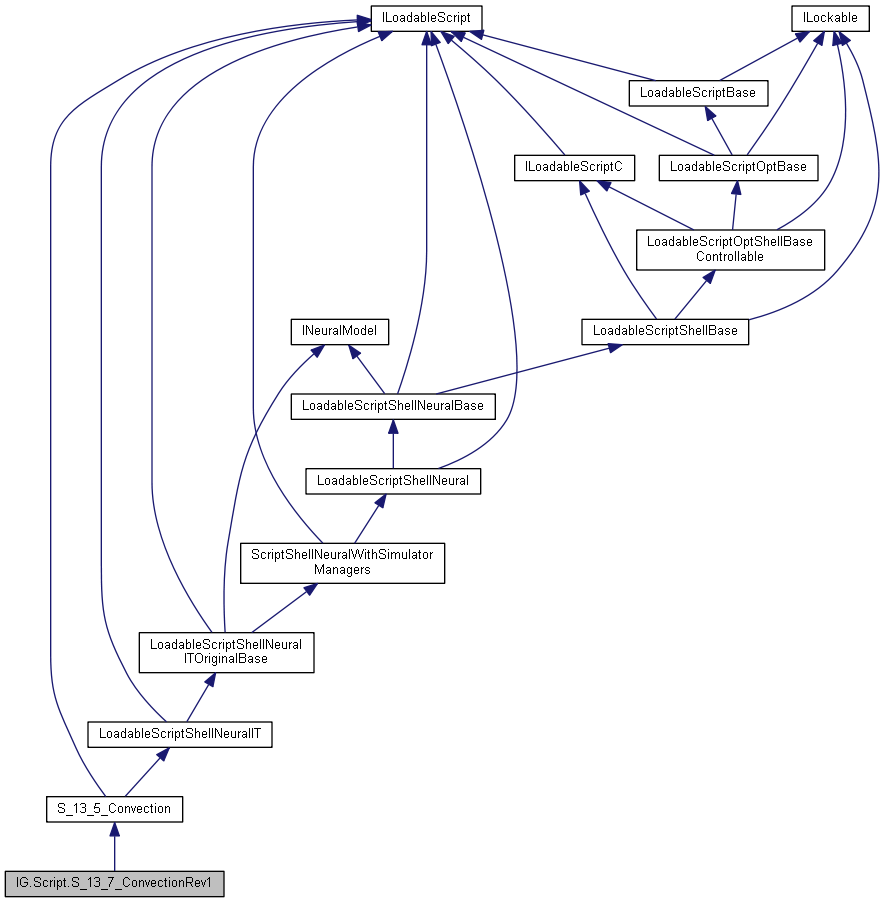 ILoadableScript
ILockable
LoadableScriptBase
ILoadableScriptC
LoadableScriptOptBase
LoadableScriptOptShellBase
Controllable
INeuralModel
LoadableScriptShellBase
LoadableScriptShellNeuralBase
LoadableScriptShellNeural
ScriptShellNeuralWithSimulator
Managers
LoadableScriptShellNeural
ITOriginalBase
LoadableScriptShellNeuralIT
S_13_5_Convection
IG.Script.S_13_7_ConvectionRev1